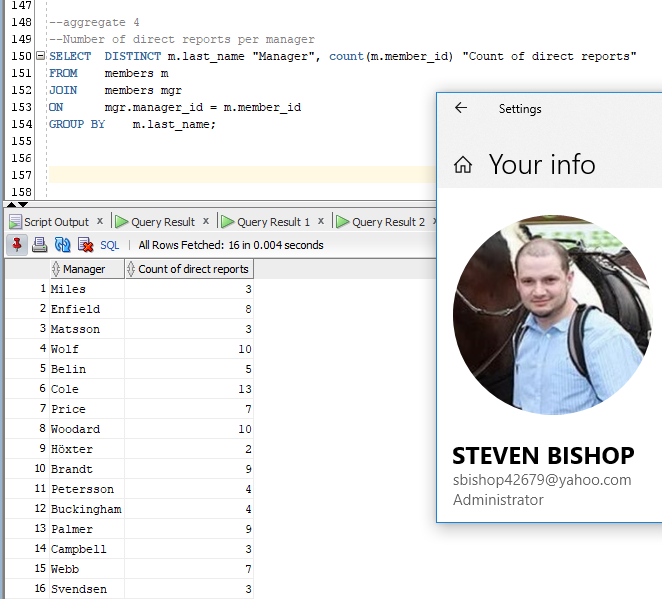 147
148 --aggregate 4
149 --Number of direct reports per manager
150 SELECT DISTINCT m.last_name "Manager", count(m.member_id) "Count of direct reports"
151 FROM members m
152 JOIN members mgr
153 ON mgr.manager_id = m.member_id
154 GROUP BY m.last_name;
155
156
157
158
Script Output x Query Result x Query Result 1 x Query Result 2
SQL | All Rows Fetched: 16 in 0.004 seconds
Manager Count of direct reports
1 Miles 3
2 Enfield 8
3 Matsson 3
4 Wolf 10
5 Belin 5
6 Cole 13
7 Price 7
8 Woodard 10
9 Höxter 2
10 Brandt 9
11 Petersson 4
12 Buckingham 4
13 Palmer 9
14 Campbell 3
15 Webb 7
16 Svendsen 3
Settings
Your info
STEVEN BISHOP
sbishop42679@yahoo.com
Administrator